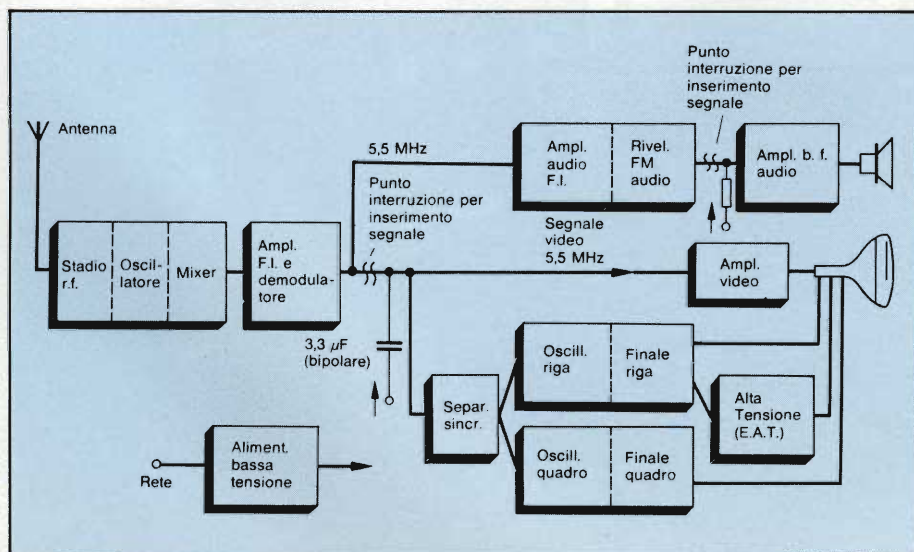 Punto
interruzione per
inserimento
segnale
Antenna
5,5 MHz
Punto
interruzione per
inserimento
segnale
Ampl.
audio
F.I.
Rivel.
FM
audio
Ampl. b. f.
audio
Segnale
video
5,5 MHz
Stadio
r.f.
Oscil-
latore
Mixer
Ampl.
F.I. e
demodula-
tore
Ampl.
video
3,3 µF
(bipolare)
Separ.
sincr.
Oscill.
riga
Finale
riga
Alta
Tensione
(E.A.T.)
Oscill.
quadro
Finale
quadro
Rete
Aliment.
bassa
tensione